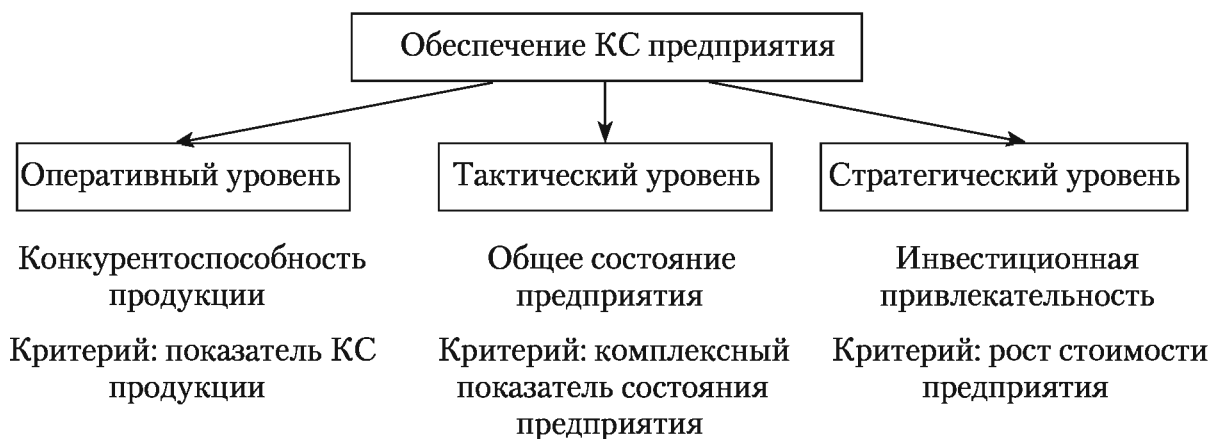 Обеспечение КС предприятия
Оперативный уровень
Конкурентоспособность
продукции
Критерий: показатель КС
продукции
Тактический уровень
Общее состояние
предприятия
Критерий: комплексный
показатель состояния
предприятия
Стратегический уровень
Инвестиционная
привлекательность
Критерий: рост стоимости
предприятия